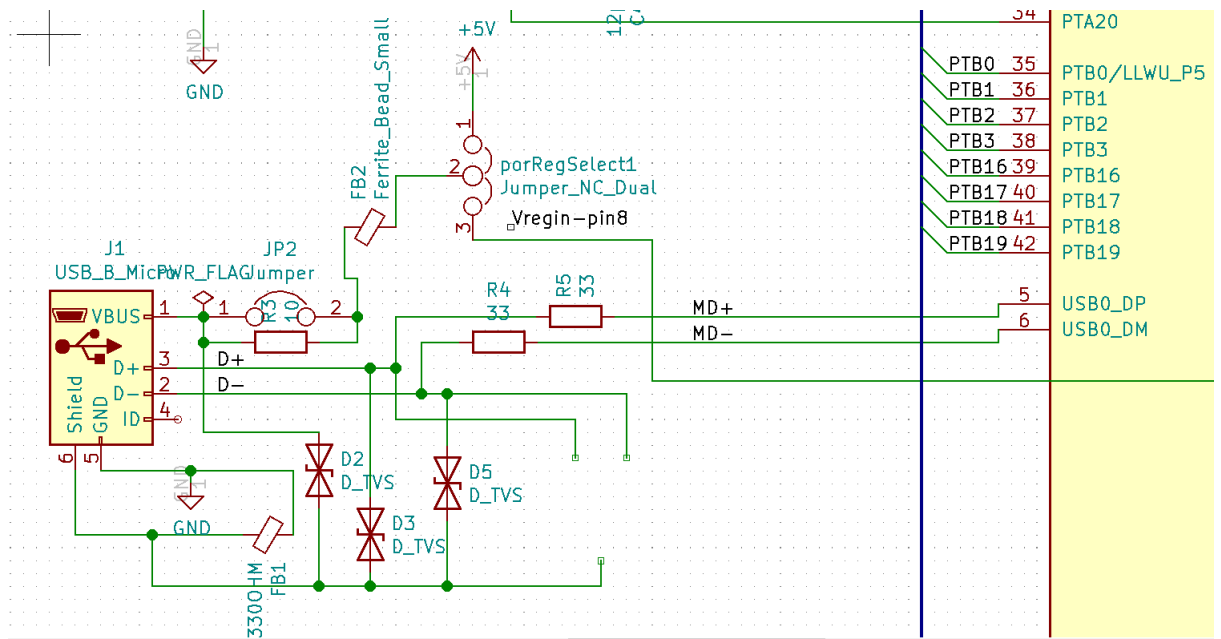 34
PTA20
12
+5V
GND
1
GND
+5V
1
Ferrite_Bead_Small
FB2
1
2
3
porRegSelect1
Jumper_NC_Dual
Vregin-pin8
PTB0 35 PTB0/LLWU_P5
PTB1 36 PTB1
PTB2 37 PTB2
PTB3 38 PTB3
PTB16 39 PTB16
PTB17 40 PTB17
PTB18 41 PTB18
PTB19 42 PTB19
J1
USB_B_Micro
PWR_FLAG
JP2
Jumper
VBUS 1
1
2
R3
10
R4
33
R5
33
MD+
MD-
5 USB0_DP
6 USB0_DM
D+ 3
D+
D- 2
D-
ID 4
Shield
GND
6
5
GND
1
GND
D2
D_TVS
D3
D_TVS
D5
D_TVS
330OHM
FB1